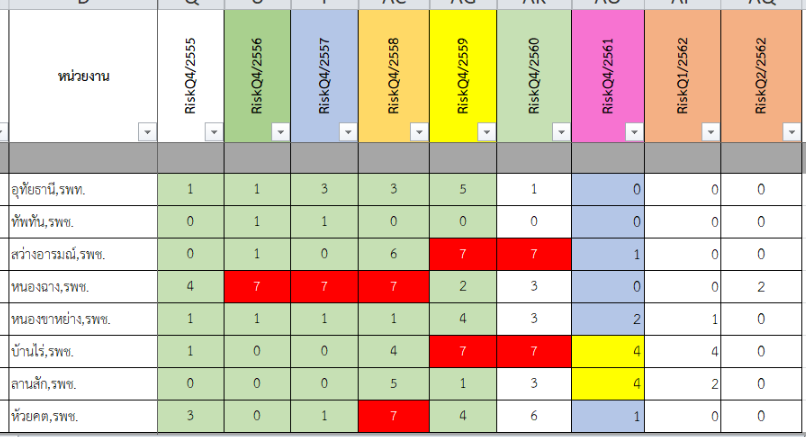 หน่วยงาน RiskQ4/2555 RiskQ4/2556 RiskQ4/2557 RiskQ4/2558 RiskQ4/2559 RiskQ4/2560 RiskQ4/2561 RiskQ1/2562 RiskQ2/2562
อุทัยธานี,รพท. 1 1 3 3 5 1 0 0 0
ทัพทัน,รพช. 0 1 1 0 0 0 0 0 0
สว่างอารมณ์,รพช. 0 1 0 6 7 7 1 0 0
หนองฉาง,รพช. 4 7 7 7 2 3 0 0 2
หนองขาหย่าง,รพช. 1 1 1 1 4 3 2 1 0
บ้านไร่,รพช. 1 0 0 4 7 7 4 4 0
ลานสัก,รพช. 0 0 0 5 1 3 4 2 0
ห้วยคต,รพช. 3 0 1 7 4 6 1 0 0